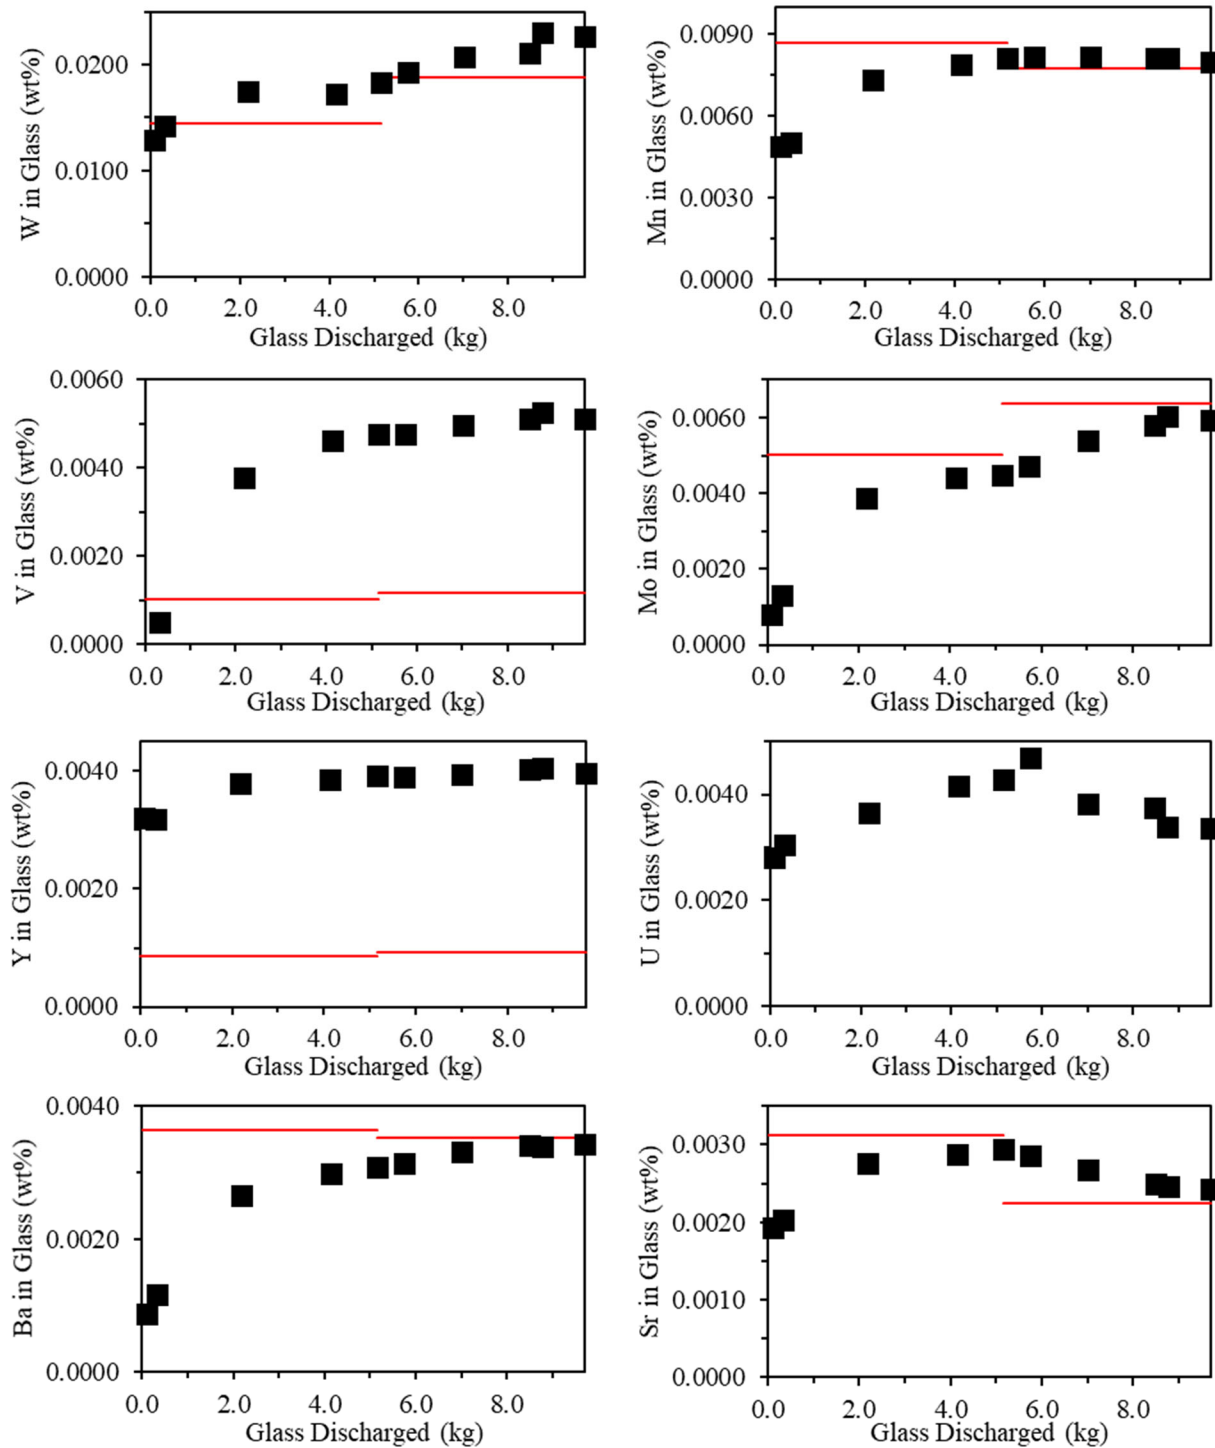 W in Glass (wt%)
0.0200
0.0100
0.0000
0.0 2.0 4.0 6.0 8.0
Glass Discharged (kg)
Mn in Glass (wt%)
0.0090
0.0060
0.0030
0.0000
0.0 2.0 4.0 6.0 8.0
Glass Discharged (kg)
V in Glass (wt%)
0.0060
0.0040
0.0020
0.0000
0.0 2.0 4.0 6.0 8.0
Glass Discharged (kg)
Mo in Glass (wt%)
0.0060
0.0040
0.0020
0.0000
0.0 2.0 4.0 6.0 8.0
Glass Discharged (kg)
Y in Glass (wt%)
0.0040
0.0020
0.0000
0.0 2.0 4.0 6.0 8.0
Glass Discharged (kg)
U in Glass (wt%)
0.0040
0.0020
0.0000
0.0 2.0 4.0 6.0 8.0
Glass Discharged (kg)
Ba in Glass (wt%)
0.0040
0.0020
0.0000
0.0 2.0 4.0 6.0 8.0
Glass Discharged (kg)
Sr in Glass (wt%)
0.0030
0.0020
0.0010
0.0000
0.0 2.0 4.0 6.0 8.0
Glass Discharged (kg)